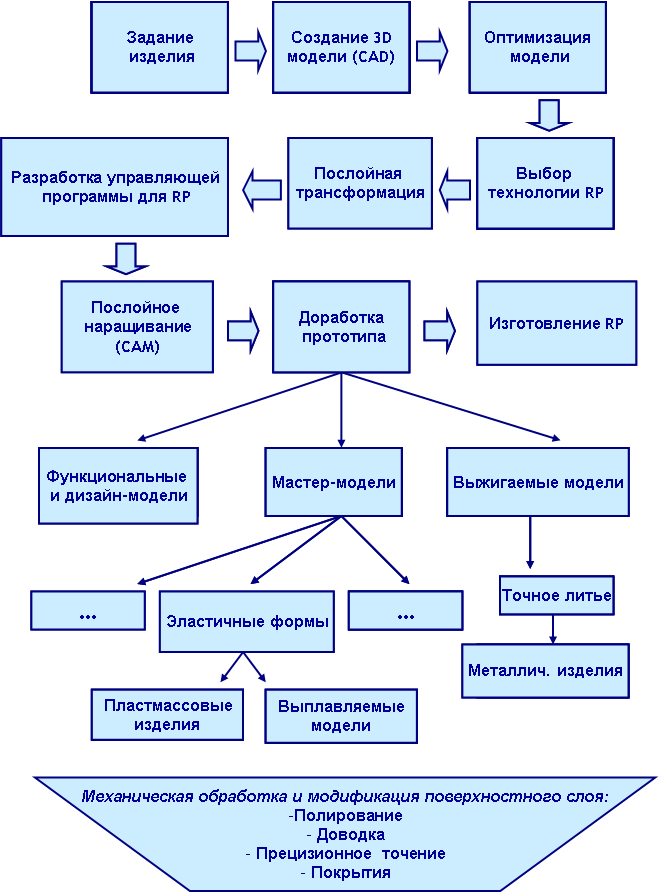 Задание
изделия
Создание 3D
модели (CAD)
Оптимизация
модели
Разработка управляющей
программы для RP
Послойная
трансформация
Выбор
технологии RP
Послойное
наращивание
(CAM)
Доработка
прототипа
Изготовление RP
Функциональные
и дизайн-модели
Мастер-модели
Выжигаемые модели
...
Эластичные формы
...
Точное литье
Металлич. изделия
Пластмассовые
изделия
Выплавляемые
модели
Механическая обработка и модификация поверхностного слоя:
-Полирование
- Доводка
- Прецизионное точение
- Покрытия